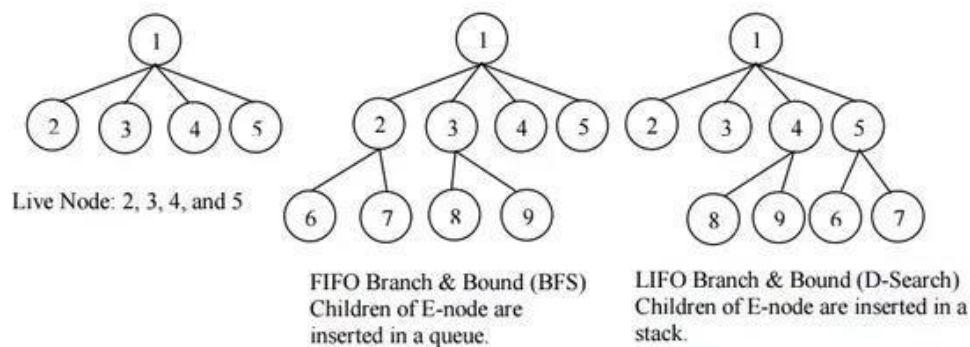 1
2 3 4 5
Live Node: 2, 3, 4, and 5
1
2 3 4 5
6 7 8 9
FIFO Branch & Bound (BFS)
Children of E-node are
inserted in a queue.
1
2 3 4 5
8 9 6 7
LIFO Branch & Bound (D-Search)
Children of E-node are inserted in a
stack.